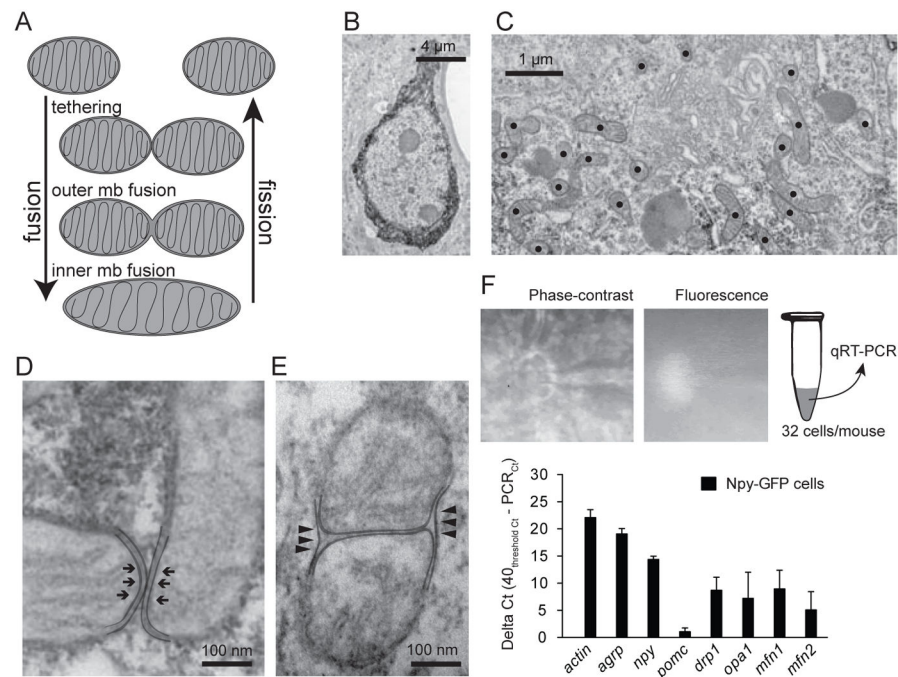 A
tethering
outer mb fusion
inner mb fusion
fusion
fission
B
4 µm
C
1 µm
D
100 nm
E
100 nm
F
Phase-contrast
Fluorescence
qRT-PCR
32 cells/mouse
Delta Ct (40threshold Ct - PCRCt)
30
25
20
15
10
5
0
Npy-GFP cells
actin
agrp
npy
pomc
drp1
opa1
mfn1
mfn2